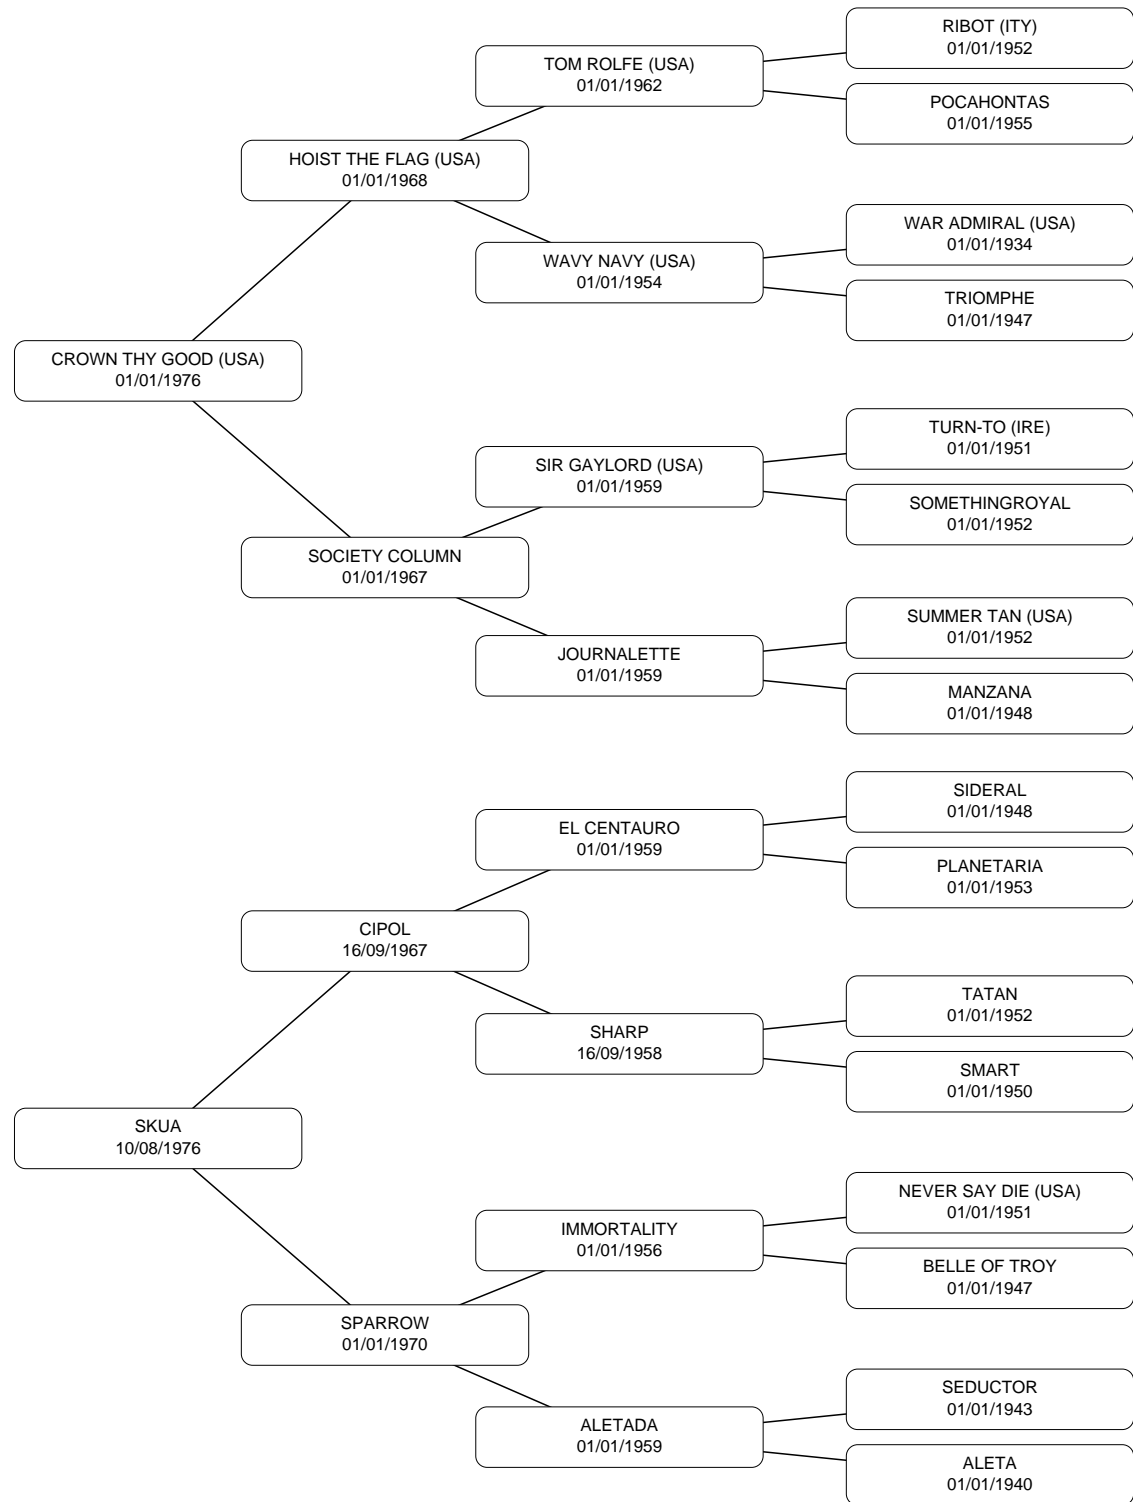 RIBOT (ITY)
01/01/1952
TOM ROLFE (USA)
01/01/1962
POCAHONTAS
01/01/1955
HOIST THE FLAG (USA)
01/01/1968
WAR ADMIRAL (USA)
01/01/1934
WAVY NAVY (USA)
01/01/1954
TRIOMPHE
01/01/1947
CROWN THY GOOD (USA)
01/01/1976
TURN-TO (IRE)
01/01/1951
SIR GAYLORD (USA)
01/01/1959
SOMETHINGROYAL
01/01/1952
SOCIETY COLUMN
01/01/1967
SUMMER TAN (USA)
01/01/1952
JOURNALETTE
01/01/1959
MANZANA
01/01/1948
SIDERAL
01/01/1948
EL CENTAURO
01/01/1959
PLANETARIA
01/01/1953
CIPOL
16/09/1967
TATAN
01/01/1952
SHARP
16/09/1958
SMART
01/01/1950
SKUA
10/08/1976
NEVER SAY DIE (USA)
01/01/1951
IMMORTALITY
01/01/1956
BELLE OF TROY
01/01/1947
SPARROW
01/01/1970
SEDUCTOR
01/01/1943
ALETADA
01/01/1959
ALETA
01/01/1940